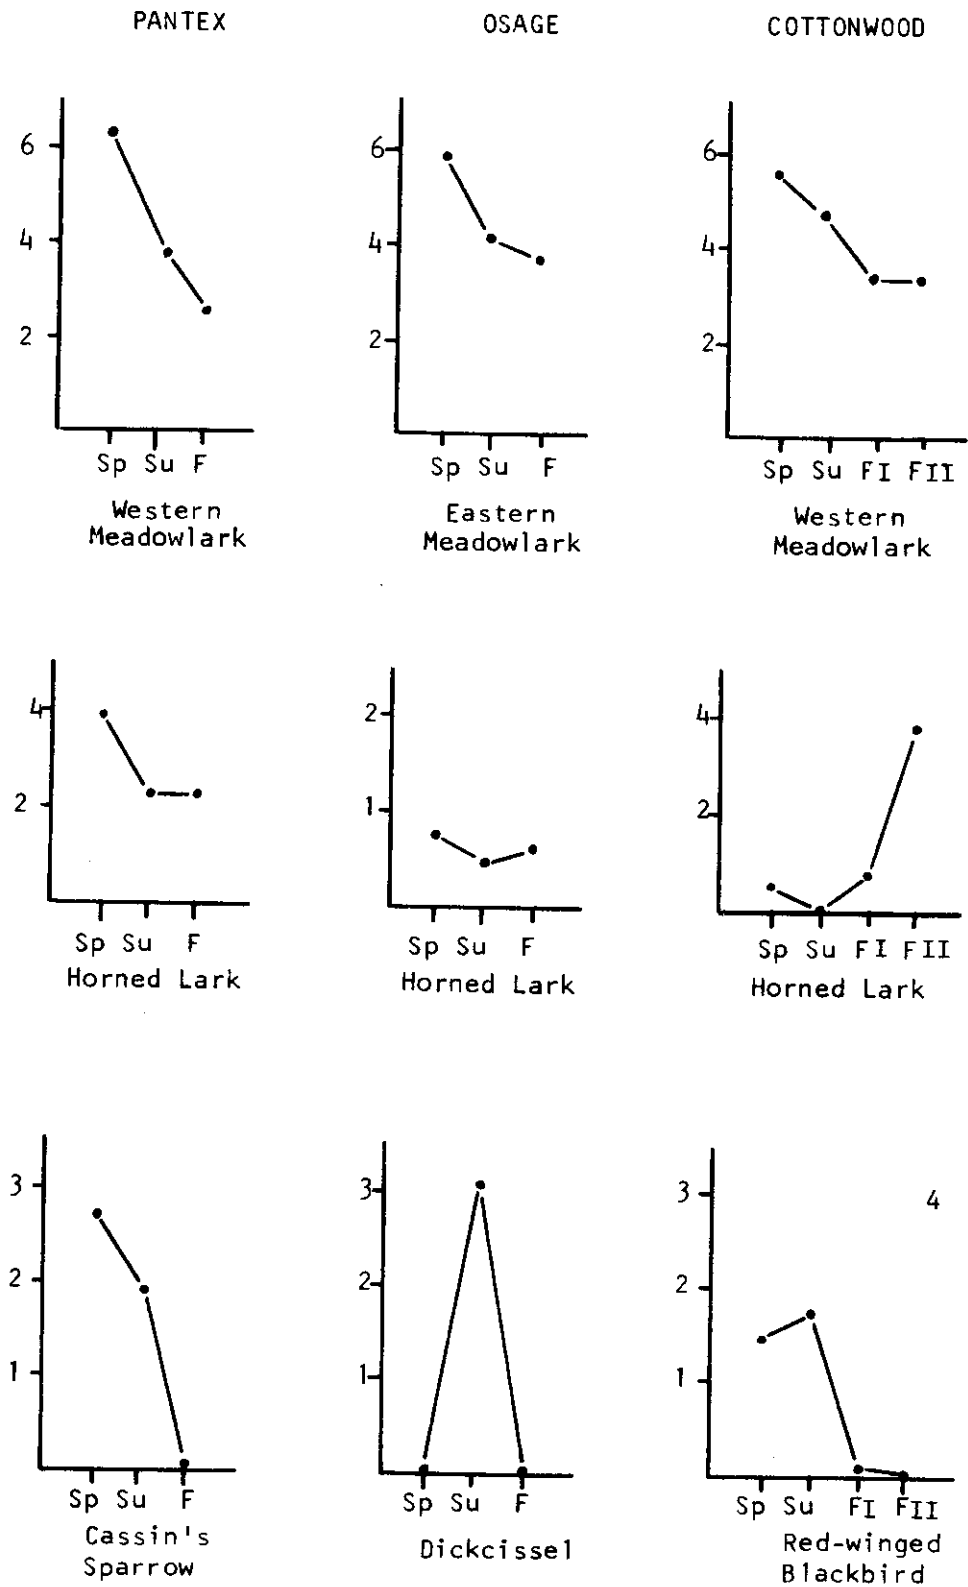 PANTEX OSAGE COTTONWOOD
6 6 6
4 4 4
2 2 2
Sp Su F Sp Su F Sp Su FI FII
Western Eastern Western
Meadowlark Meadowlark Meadowlark
4 2 4
2 1 2
Sp Su F Sp Su F Sp Su FI FII
Horned Lark Horned Lark Horned Lark
3 3 3 4
2 2 2
1 1 1
Sp Su F Sp Su F Sp Su FI FII
Cassin's Dickcissel Red-winged
Sparrow Blackbird